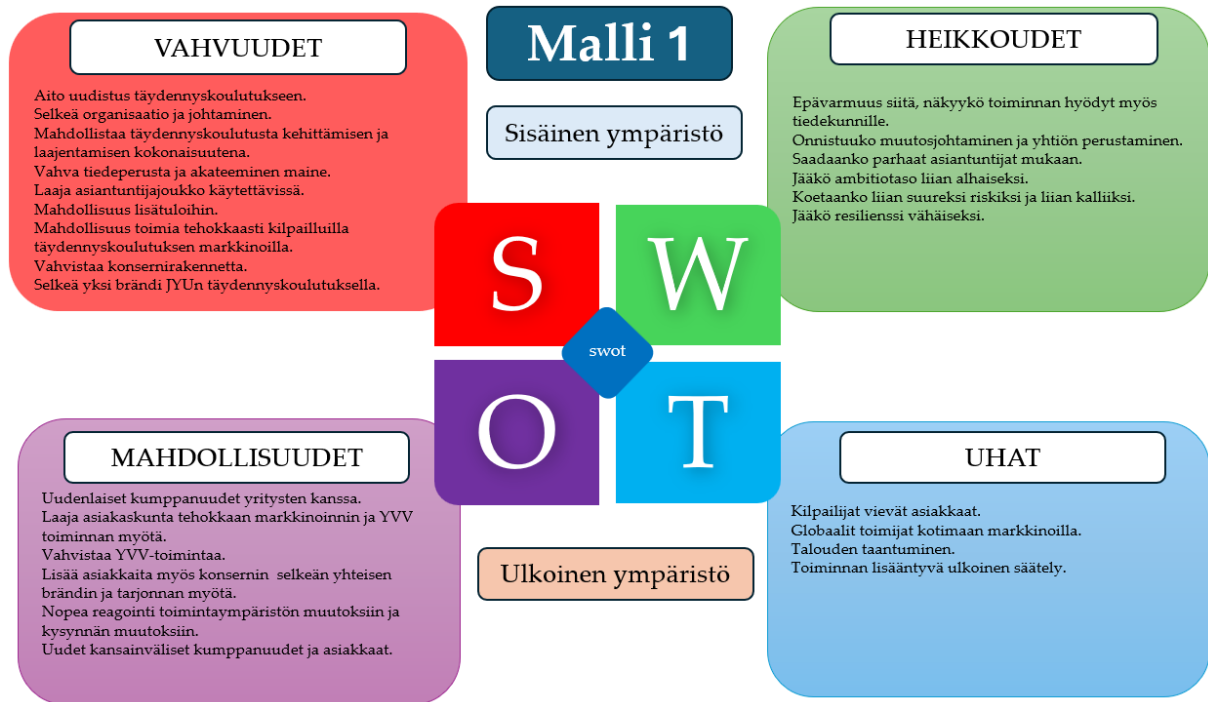 VAHVUUDET
Aito uudistus täydennyskoulutukseen.
Selkeä organisaatio ja johtaminen.
Mahdollistaa täydennyskoulutusta kehittämisen ja
laajentamisen kokonaisuutena.
Vahva tiedeperusta ja akateeminen maine.
Laaja asiantuntijajoukko käytettävissä.
Mahdollisuus lisätuloihin.
Mahdollisuus toimia tehokkaasti kilpailluilla
täydennyskoulutuksen markkinoilla.
Vahvistaa konsernirakennetta.
Selkeä yksi brändi JYUn täydennyskoulutuksella.
Malli 1
Sisäinen ympäristö
HEIKKOUDET
Epävarmuus siitä, näkyykö toiminnan hyödyt myös
tiedekunnille.
Onnistuuko muutosjohtaminen ja yhtiön perustaminen.
Saadaanko parhaat asiantuntijat mukaan.
Jääkö ambitiotaso liian alhaiseksi.
Koetaanko liian suureksi riskiksi ja liian kalliiksi.
Jääkö resilienssi vähäiseksi.
S
W
swot
O
T
MAHDOLLISUUDET
Uudenlaiset kumppanuudet yritysten kanssa.
Laaja asiakaskunta tehokkaan markkinoinnin ja YVV
toiminnan myötä.
Vahvistaa YVV-toimintaa.
Lisää asiakkaita myös konsernin selkeän yhteisen
brändin ja tarjonnan myötä.
Nopea reagointi toimintaympäristön muutoksiin ja
kysynnän muutoksiin.
Uudet kansainväliset kumppanuudet ja asiakkaat.
Ulkoinen ympäristö
UHAT
Kilpailijat vievät asiakkaat.
Globaalit toimijat kotimaan markkinoilla.
Talouden taantuminen.
Toiminnan lisääntyvä ulkoinen säätely.